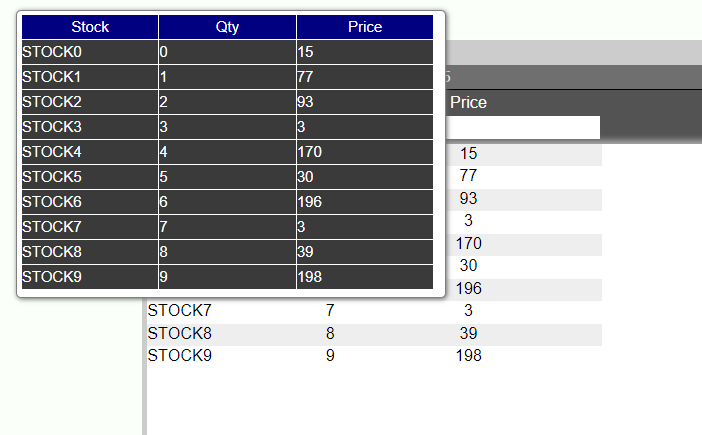 Stock Qty Price
STOCK0 0 15
STOCK1 1 77
STOCK2 2 93
STOCK3 3 3
STOCK4 4 170
STOCK5 5 30
STOCK6 6 196
STOCK7 7 3
STOCK8 8 39
STOCK9 9 198
Price
15
77
93
3
170
30
196
STOCK7 7 3
STOCK8 8 39
STOCK9 9 198